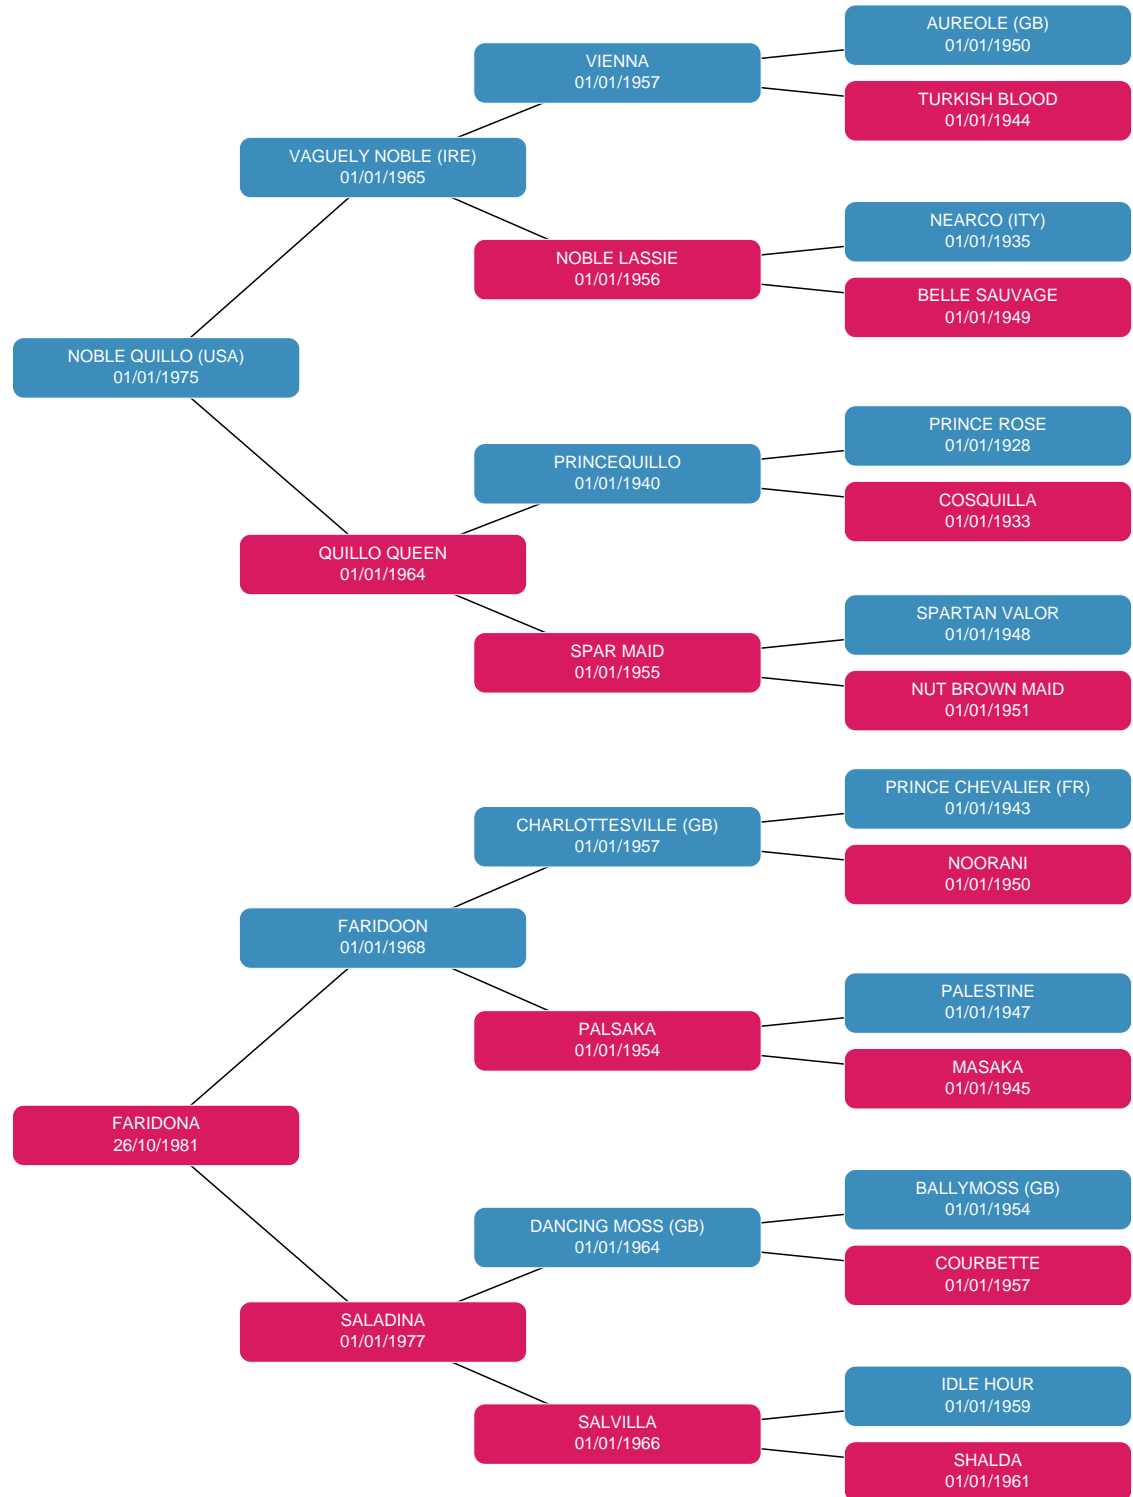 AUREOLE (GB)
01/01/1950
VIENNA
01/01/1957
TURKISH BLOOD
01/01/1944
VAGUELY NOBLE (IRE)
01/01/1965
NEARCO (ITY)
01/01/1935
NOBLE LASSIE
01/01/1956
BELLE SAUVAGE
01/01/1949
NOBLE QUILLO (USA)
01/01/1975
PRINCE ROSE
01/01/1928
PRINCEQUILLO
01/01/1940
COSQUILLA
01/01/1933
QUILLO QUEEN
01/01/1964
SPARTAN VALOR
01/01/1948
SPAR MAID
01/01/1955
NUT BROWN MAID
01/01/1951
PRINCE CHEVALIER (FR)
01/01/1943
CHARLOTTESVILLE (GB)
01/01/1957
NOORANI
01/01/1950
FARIDOON
01/01/1968
PALESTINE
01/01/1947
PALSAKA
01/01/1954
MASAKA
01/01/1945
FARIDONA
26/10/1981
BALLYMOSS (GB)
01/01/1954
DANCING MOSS (GB)
01/01/1964
COURBETTE
01/01/1957
SALADINA
01/01/1977
IDLE HOUR
01/01/1959
SALVILLA
01/01/1966
SHALDA
01/01/1961